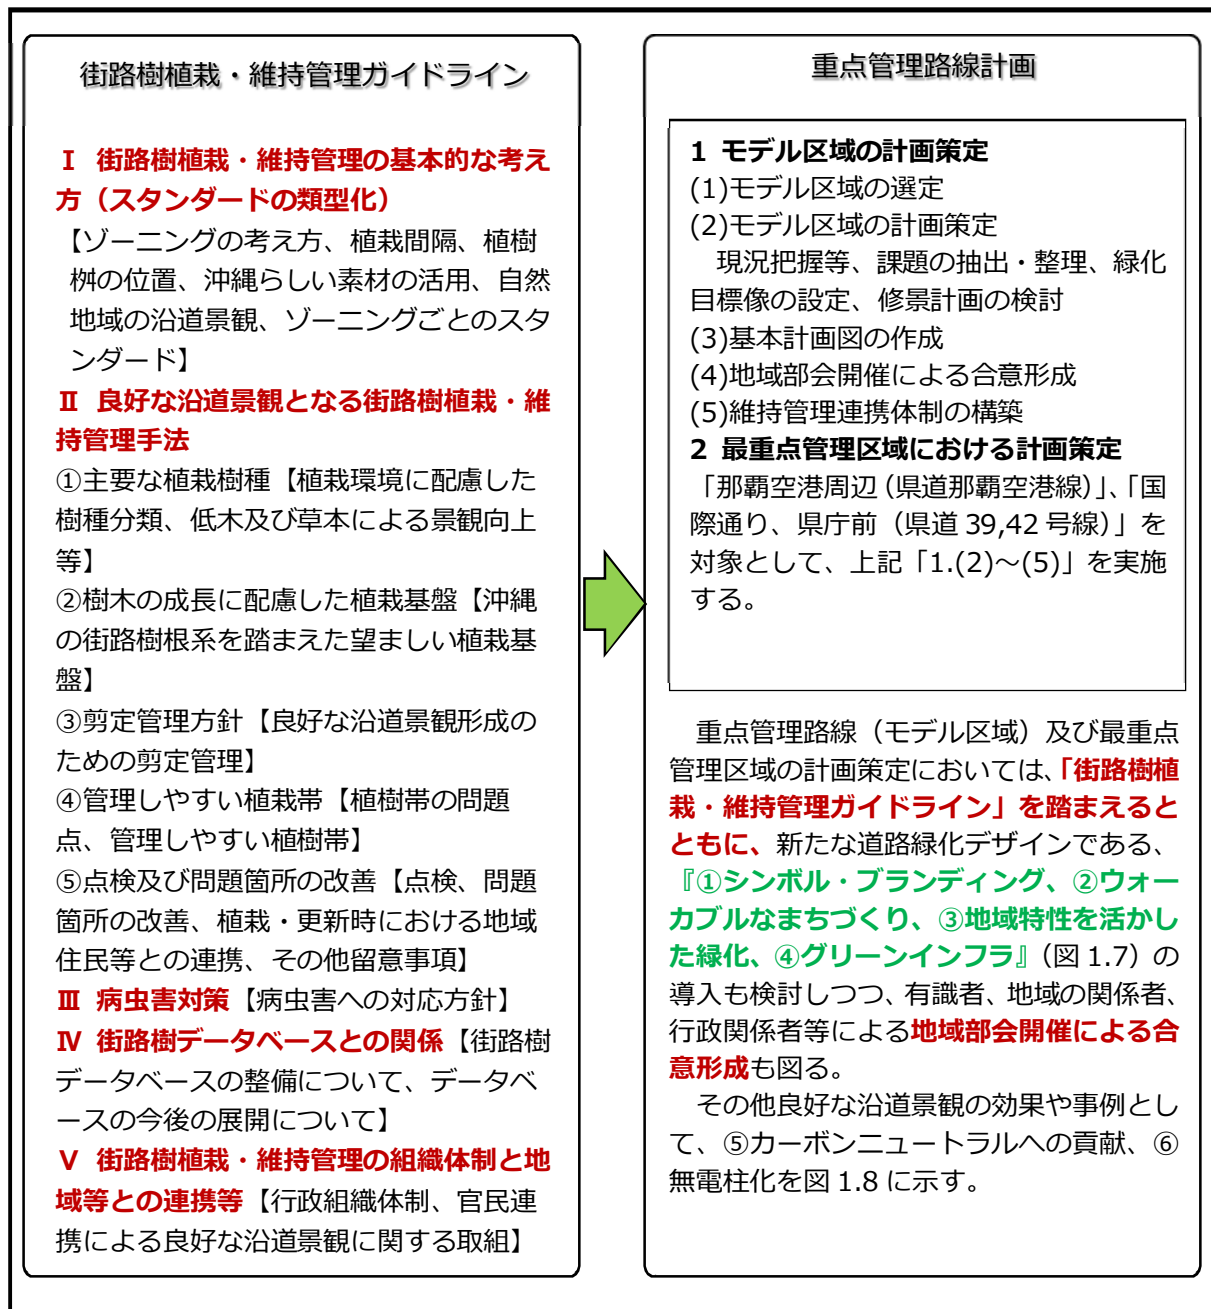 街路樹植栽・維持管理ガイドライン
Ⅰ 街路樹植栽・維持管理の基本的な考え
方（スタンダードの類型化）
【ゾーニングの考え方、植栽間隔、植樹
桝の位置、沖縄らしい素材の活用、自然
地域の沿道景観、ゾーニングごとのスタ
ンダード】
Ⅱ 良好な沿道景観となる街路樹植栽・維
持管理手法
①主要な植栽樹種【植栽環境に配慮した
樹種分類、低木及び草本による景観向上
等】
②樹木の成長に配慮した植栽基盤【沖縄
の街路樹根系を踏まえた望ましい植栽基
盤】
③剪定管理方針【良好な沿道景観形成の
ための剪定管理】
④管理しやすい植栽帯【植樹帯の問題
点、管理しやすい植樹帯】
⑤点検及び問題箇所の改善【点検、問題
箇所の改善、植栽・更新時における地域
住民等との連携、その他留意事項】
Ⅲ 病虫害対策【病虫害への対応方針】
Ⅳ 街路樹データベースとの関係【街路樹
データベースの整備について、データベ
ースの今後の展開について】
Ⅴ 街路樹植栽・維持管理の組織体制と地
域等との連携等【行政組織体制、官民連
携による良好な沿道景観に関する取組】
重点管理路線計画
1 モデル区域の計画策定
(1)モデル区域の選定
(2)モデル区域の計画策定
　現況把握等、課題の抽出・整理、緑化
目標像の設定、修景計画の検討
(3)基本計画図の作成
(4)地域部会開催による合意形成
(5)維持管理連携体制の構築
2 最重点管理区域における計画策定
「那覇空港周辺（県道那覇空港線）」、「国
際通り、県庁前（県道 39,42 号線）」を
対象として、上記「1.(2)～(5)」を実施
する。
　重点管理路線（モデル区域）及び最重点
管理区域の計画策定においては、「街路樹植
栽・維持管理ガイドライン」を踏まえると
ともに、新たな道路緑化デザインである、
『①シンボル・ブランディング、②ウォー
カブルなまちづくり、③地域特性を活かし
た緑化、④グリーンインフラ』（図 1.7）の
導入も検討しつつ、有識者、地域の関係者、
行政関係者等による地域部会開催による合
意形成も図る。
　その他良好な沿道景観の効果や事例とし
て、⑤カーボンニュートラルへの貢献、⑥
無電柱化を図 1.8 に示す。